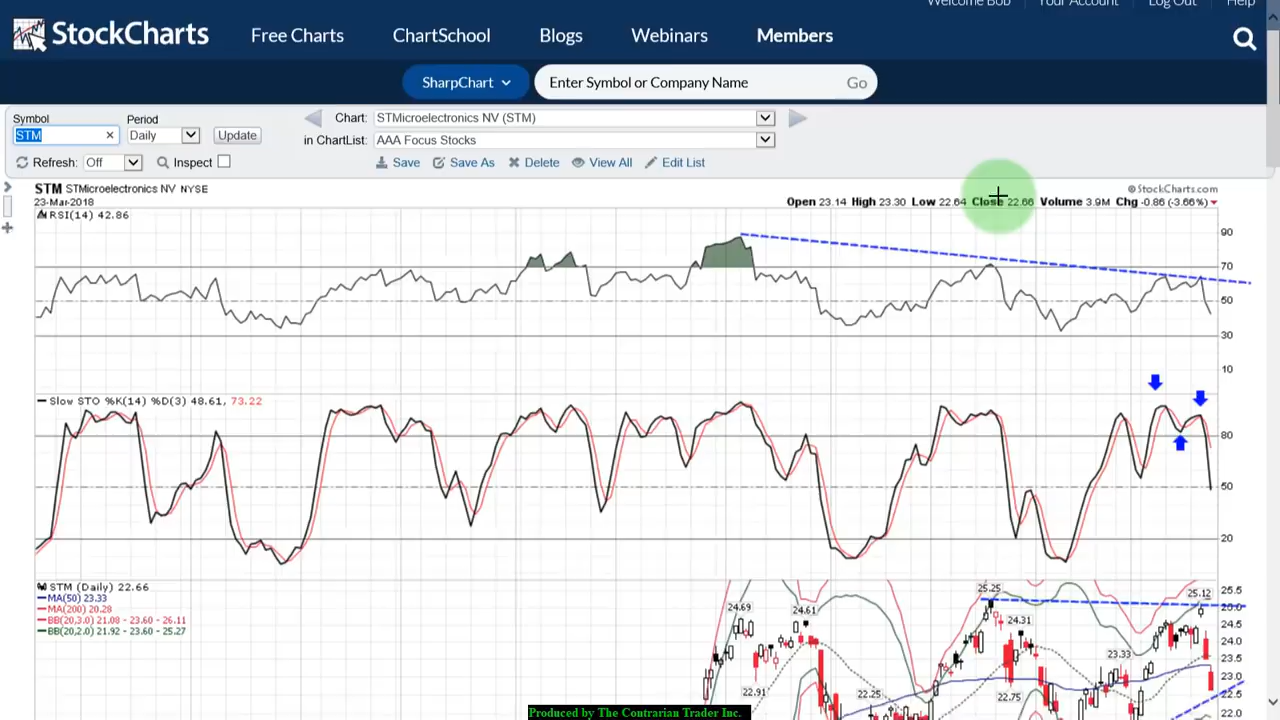 Welcome Bob Your Account Log Out Help
StockCharts Free Charts ChartSchool Blogs Webinars Members
SharpChart Enter Symbol or Company Name Go
Symbol Period Chart: STMicroelectronics NV (STM)
STM × Daily Update in ChartList: AAA Focus Stocks
Refresh: Off Inspect Save Save As Delete View All Edit List
STM STMicroelectronics NV NYSE © StockCharts.com
23-Mar-2018 Open 23.14 High 23.30 Low 22.64 Close 22.66 Volume 3.9M Chg -0.86 (-3.66%)
RSI(14) 42.86
90
70
50
30
10
Slow STO %K(14) %D(3) 48.61, 73.22
80
50
20
STM (Daily) 22.66
MA(50) 23.33
MA(200) 20.28
BB(20,3.0) 21.08 - 23.60 - 26.11
BB(20,2.0) 21.92 - 23.60 - 25.27
25.25 25.12 25.5
24.69 24.61 25.0
24.31 24.5
24.0
23.33 23.5
22.91 22.25 22.75 23.0
22.5
22.0
Produced by The Contrarian Trader Inc.